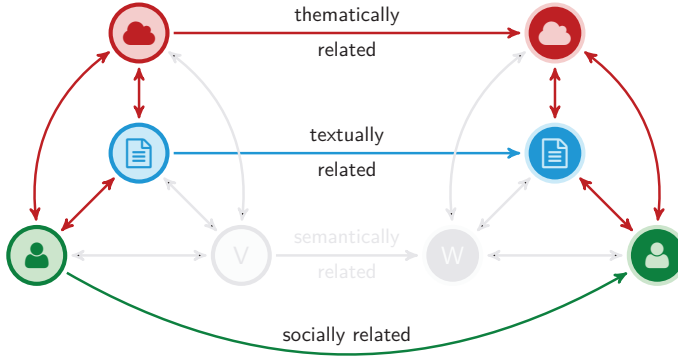 thematically
related
textually
related
V
semantically
related
W
socially related